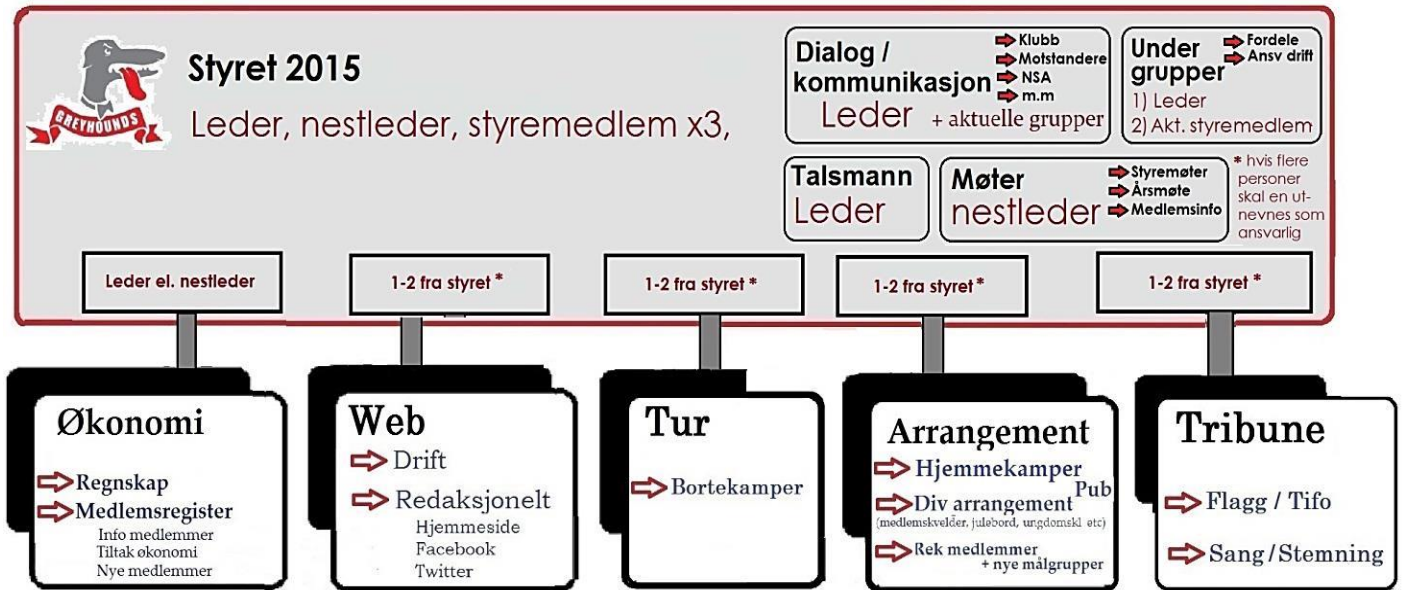 GREYHOUNDS
Styret 2015
Leder, nestleder, styremedlem x3,
Dialog /
kommunikasjon
Leder + aktuelle grupper
Klubb
Motstandere
NSA
m.m
Under
grupper
Fordele
Ansv drift
1) Leder
2) Akt. styremedlem
Talsmann
Leder
Møter
nestleder
Styremøter
Årsmøte
Medlemsinfo
* hvis flere
personer
skal en ut-
nevnes som
ansvarlig
Leder el. nestleder
1-2 fra styret *
1-2 fra styret *
1-2 fra styret *
1-2 fra styret *
Økonomi
Regnskap
Medlemsregister
Info medlemmer
Tiltak økonomi
Nye medlemmer
Web
Drift
Redaksjonelt
Hjemmeside
Facebook
Twitter
Tur
Bortekamper
Arrangement
Hjemmekamper
Pub
Div arrangement
(medlemskvelder, julebord, ungdomskl etc)
Rek medlemmer
+ nye målgrupper
Tribune
Flagg / Tifo
Sang / Stemning